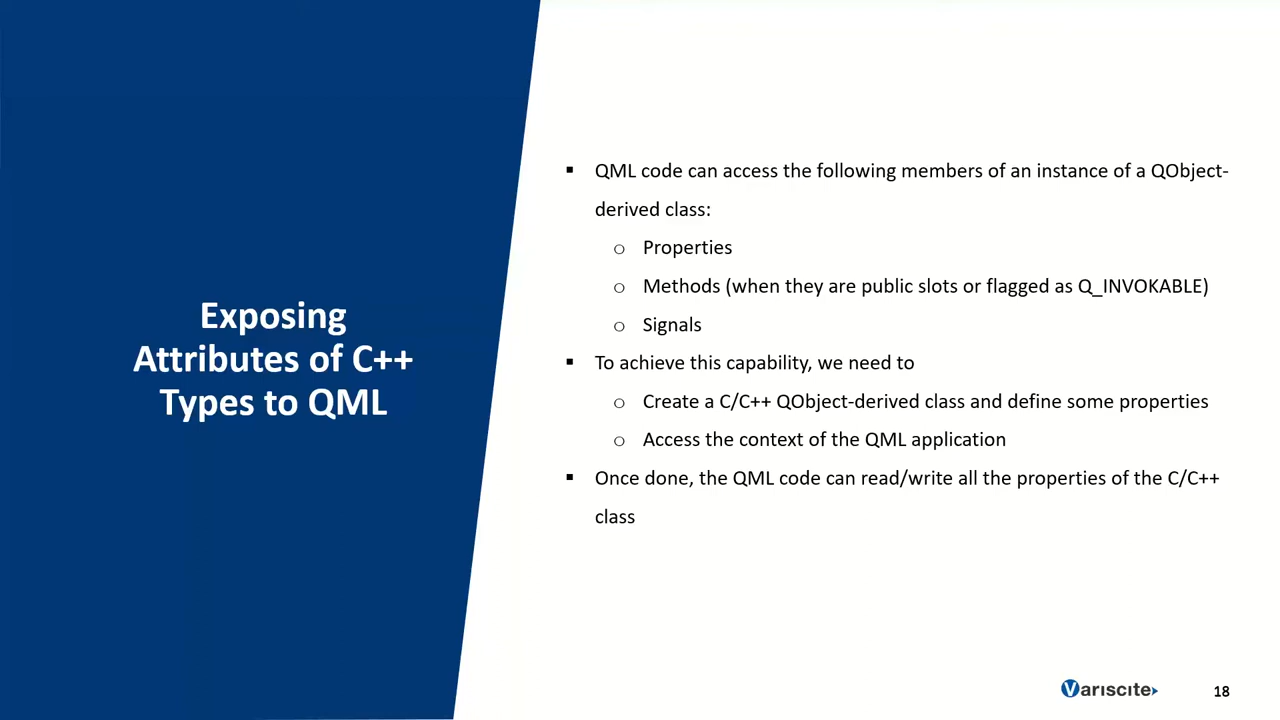 Exposing
Attributes of C++
Types to QML
▪ QML code can access the following members of an instance of a QObject-
derived class:
o Properties
o Methods (when they are public slots or flagged as Q_INVOKABLE)
o Signals
▪ To achieve this capability, we need to
o Create a C/C++ QObject-derived class and define some properties
o Access the context of the QML application
▪ Once done, the QML code can read/write all the properties of the C/C++
class
Variscite
18